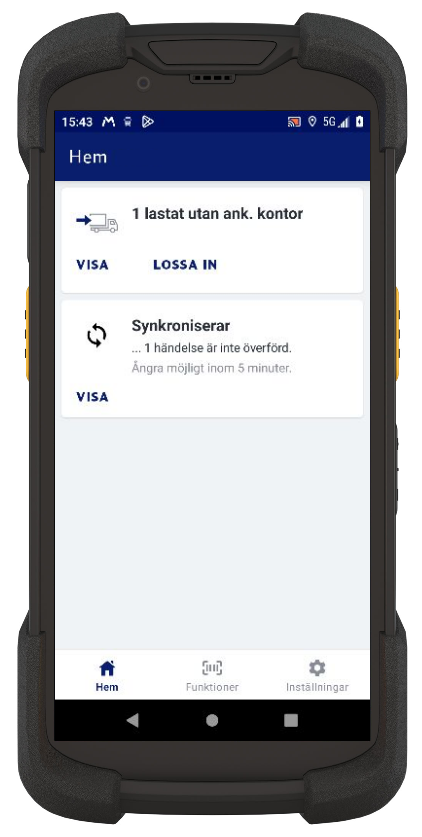 15:43 5G
Hem
1 lastat utan ank. kontor
VISA LOSSA IN
Synkroniserar
... 1 händelse är inte överförd.
Ångra möjligt inom 5 minuter.
VISA
Hem Funktioner Inställningar